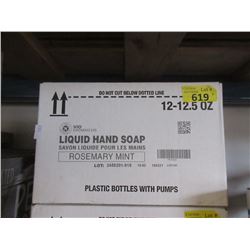 DO NOT CUT BELOW DOTTED LINE
Lot #
619
12-12.5 OZ
LIQUID HAND SOAP
SAVON LIQUIDE POUR LES MAINS
ROSEMARY MINT
PLASTIC BOTTLES WITH PUMPS